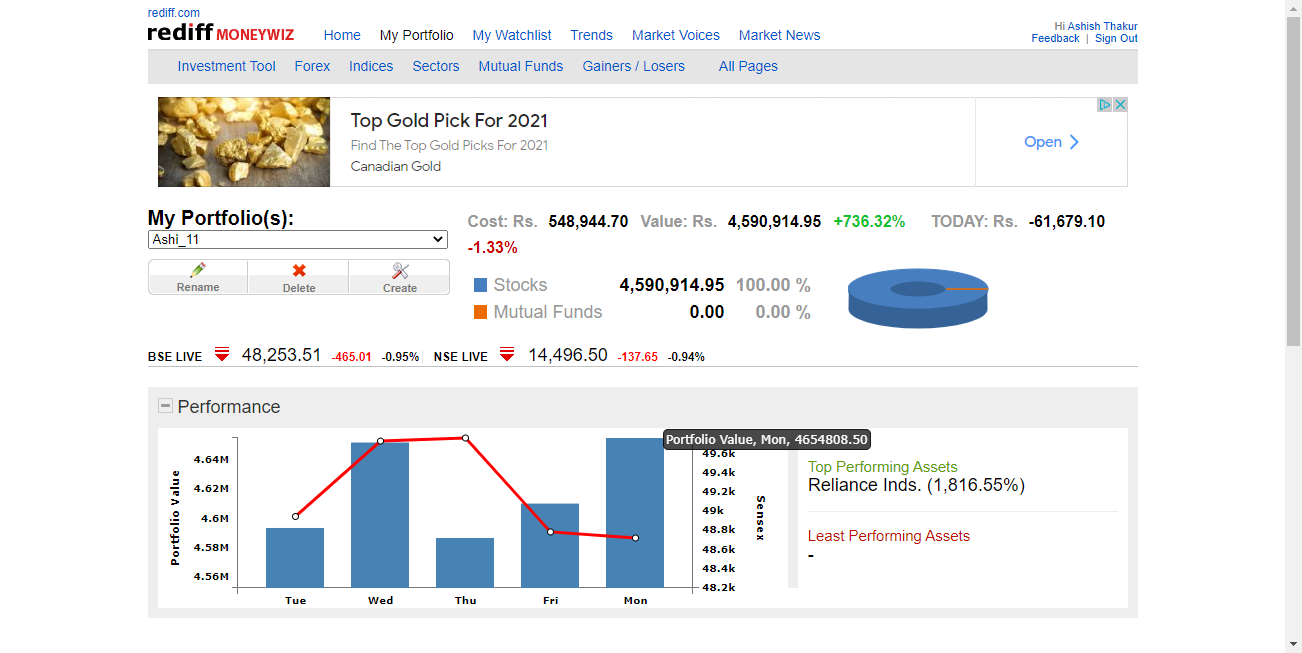 rediff.com
rediff MONEYWIZ
Home My Portfolio My Watchlist Trends Market Voices Market News
Hi Ashish Thakur
Feedback | Sign Out
Investment Tool Forex Indices Sectors Mutual Funds Gainers / Losers All Pages
Top Gold Pick For 2021
Find The Top Gold Picks For 2021
Canadian Gold
Open
My Portfolio(s):
Ashi_11
Rename Delete Create
Cost: Rs. 548,944.70 Value: Rs. 4,590,914.95 +736.32% TODAY: Rs. -61,679.10
-1.33%
Stocks 4,590,914.95 100.00 %
Mutual Funds 0.00 0.00 %
BSE LIVE 48,253.51 -465.01 -0.95% NSE LIVE 14,496.50 -137.65 -0.94%
Performance
Portfolio Value
4.64M
4.62M
4.6M
4.58M
4.56M
Tue Wed Thu Fri Mon
Portfolio Value, Mon, 4654808.50
49.6k
49.4k
49.2k
49k
48.8k
48.6k
48.4k
48.2k
Sensex
Top Performing Assets
Reliance Inds. (1,816.55%)
Least Performing Assets
-